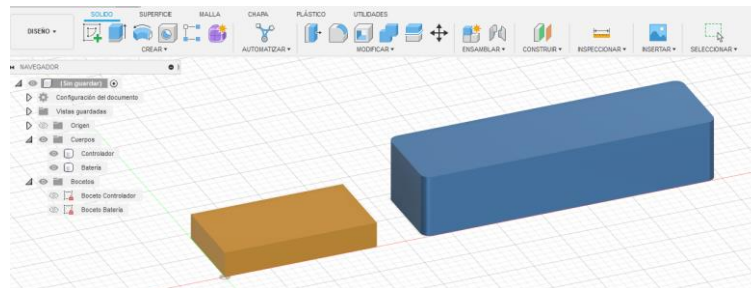 SÓLIDO SUPERFICIE MALLA CHAPA PLÁSTICO UTILIDADES
DISEÑO
CREAR AUTOMATIZAR MODIFICAR ENSAMBLAR CONSTRUIR INSPECCIONAR INSERTAR SELECCIONAR
NAVEGADOR
(Sin guardar)
Configuración del documento
Vistas guardadas
Origen
Cuerpos
Controlador
Batería
Bocetos
Boceto Controlador
Boceto Batería